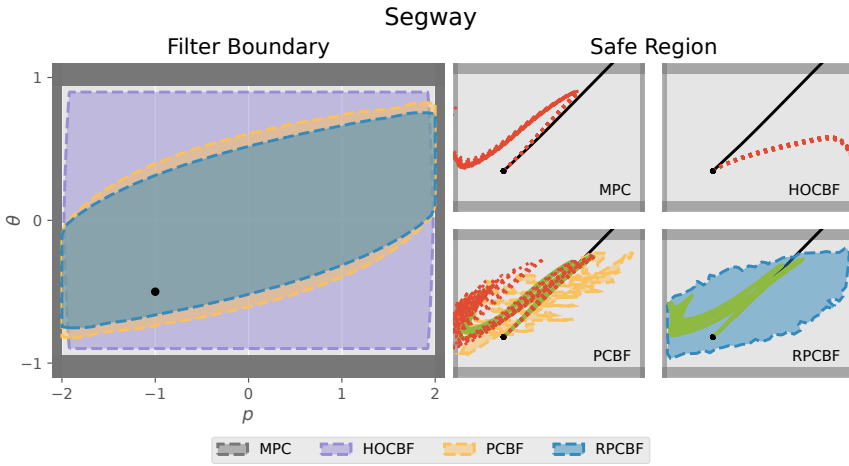 Segway
Filter Boundary
Safe Region
1
0
−1
θ
−2
−1
0
1
2
p
MPC
HOCBF
PCBF
RPCBF
MPC HOCBF PCBF RPCBF